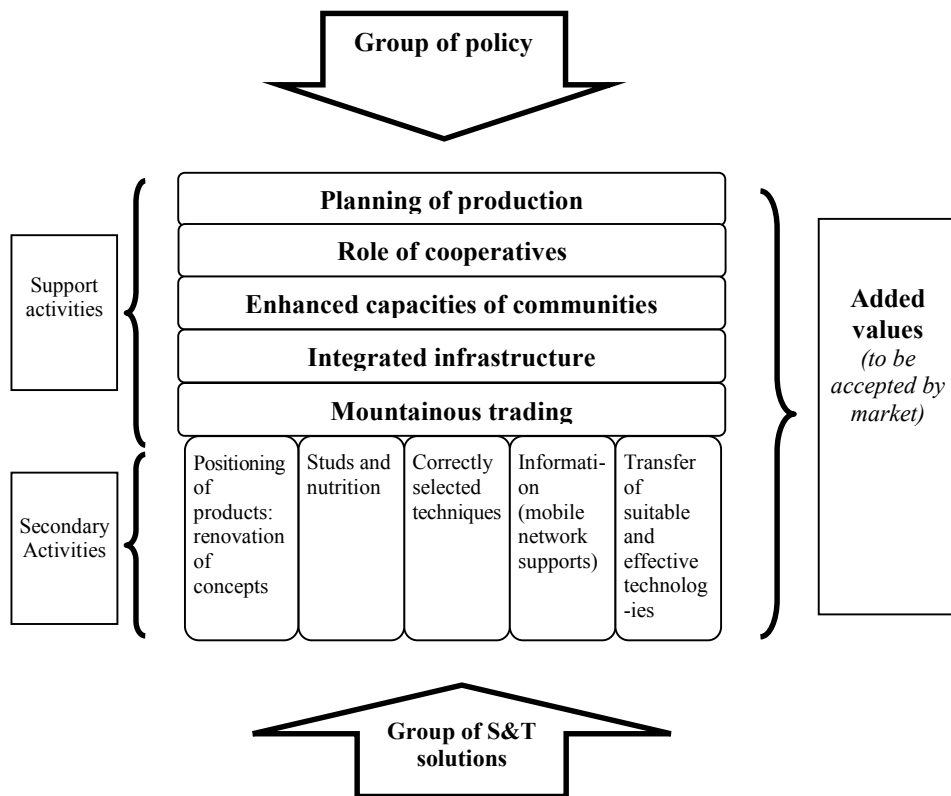 Group of policy
Planning of production
Role of cooperatives
Enhanced capacities of communities
Integrated infrastructure
Mountainous trading
Support
activities
Positioning
of
products:
renovation
of
concepts
Studs and
nutrition
Correctly
selected
techniques
Informati-
on
(mobile
network
supports)
Transfer of
suitable
and
effective
technolog
-ies
Secondary
Activities
Added
values
(to be
accepted by
market)
Group of S&T
solutions